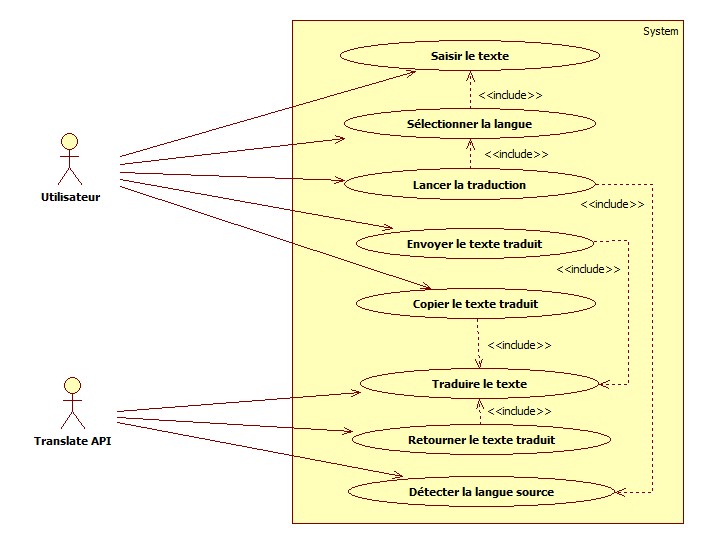 System
Saisir le texte
<<include>>
Sélectionner la langue
<<include>>
Lancer la traduction
Utilisateur
<<include>>
Envoyer le texte traduit
<<include>>
Copier le texte traduit
<<include>>
Traduire le texte
<<include>>
Translate API
Retourner le texte traduit
Détecter la langue source